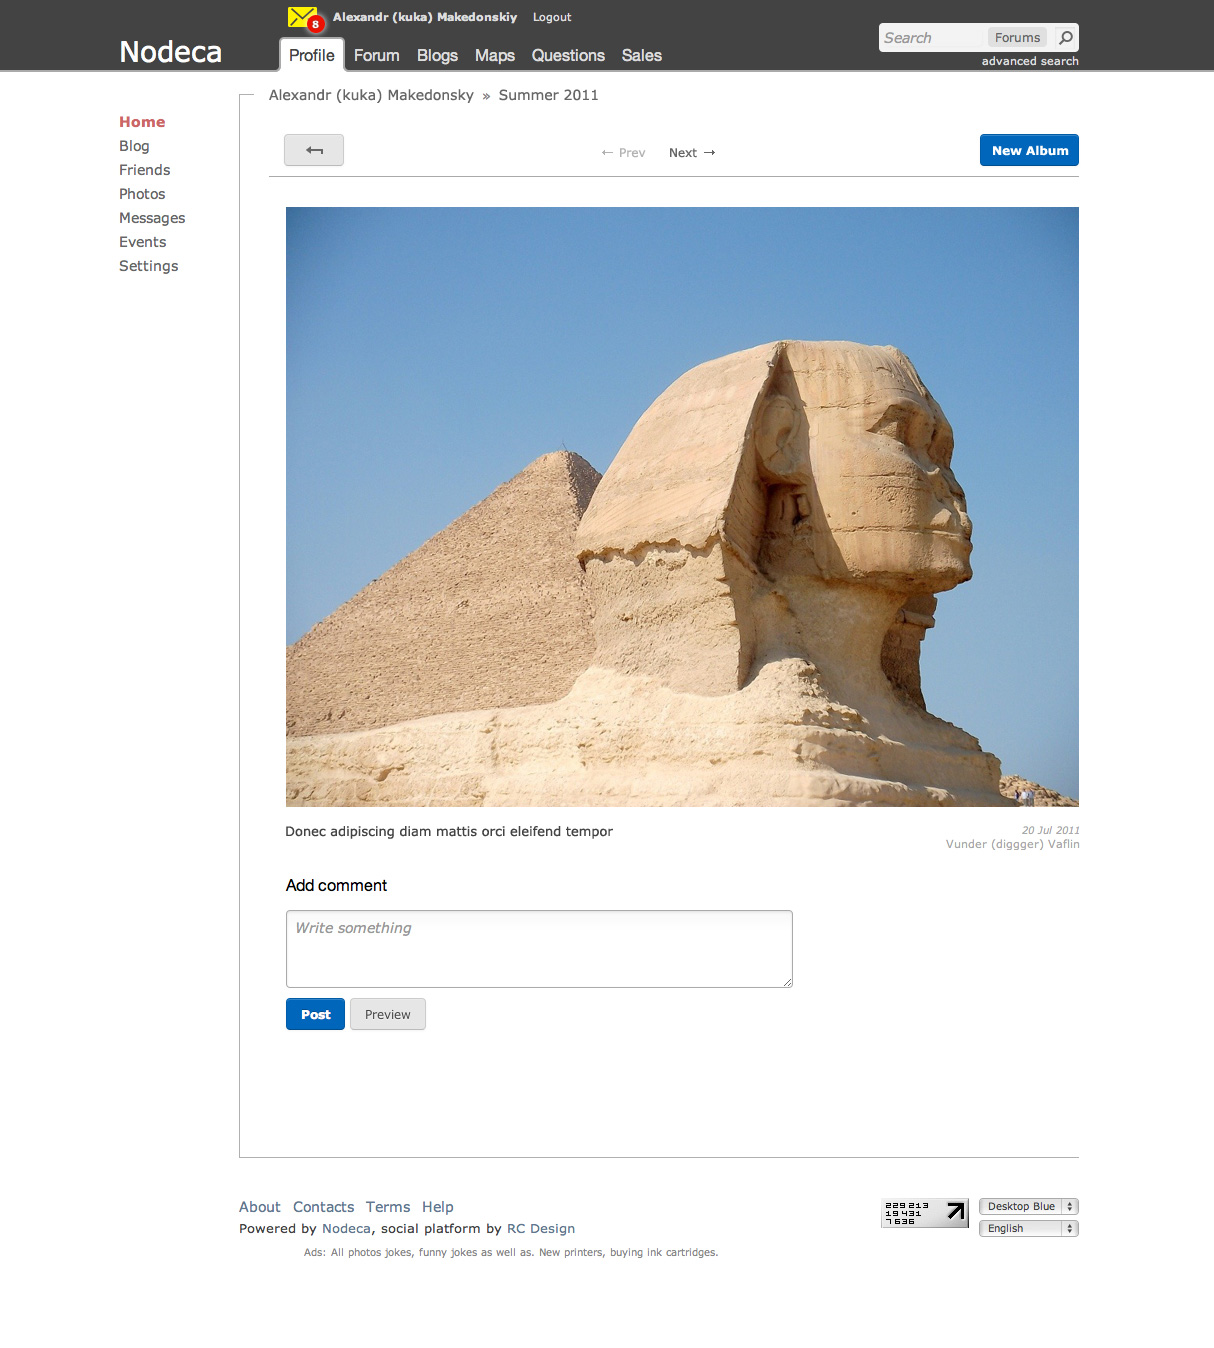 8 Alexandr (kuka) Makedonskiy Logout
Nodeca
Profile Forum Blogs Maps Questions Sales
Search Forums
advanced search
Alexandr (kuka) Makedonsky » Summer 2011
Home
Blog
Friends
Photos
Messages
Events
Settings
← Prev Next →
New Album
Donec adipiscing diam mattis orci eleifend tempor
20 Jul 2011
Vunder (diggger) Vaflin
Add comment
Write something
Post Preview
About Contacts Terms Help
Powered by Nodeca, social platform by RC Design
Ads: All photos jokes, funny jokes as well as. New printers, buying ink cartridges.
229 213
19 431
7 636
Desktop Blue
English